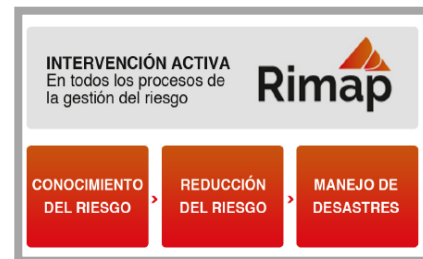 INTERVENCIÓN ACTIVA
En todos los procesos de
la gestión del riesgo
Rimap
CONOCIMIENTO
DEL RIESGO
REDUCCIÓN
DEL RIESGO
MANEJO DE
DESASTRES